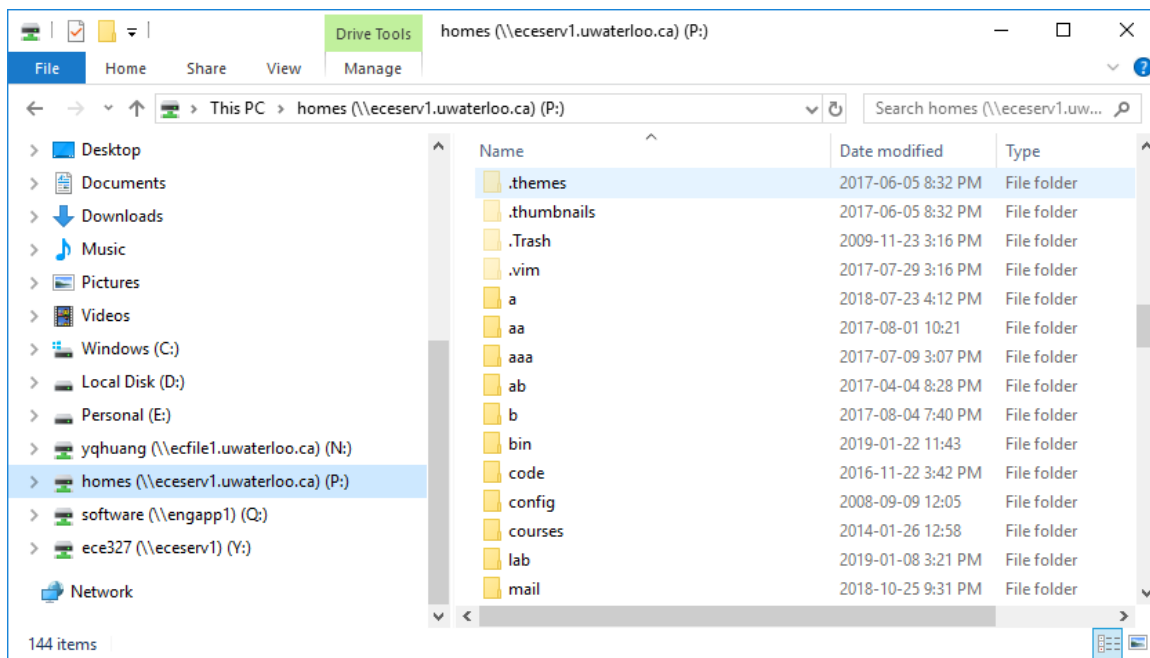 Drive Tools homes (\\eceserv1.uwaterloo.ca) (P:)
File Home Share View Manage
This PC > homes (\\eceserv1.uwaterloo.ca) (P:) Search homes (\\eceserv1.uw...
Desktop
Documents
Downloads
Music
Pictures
Videos
Windows (C:)
Local Disk (D:)
Personal (E:)
yqhuang (\\ecfile1.uwaterloo.ca) (N:)
homes (\\eceserv1.uwaterloo.ca) (P:)
software (\\engapp1) (Q:)
ece327 (\\eceserv1) (Y:)
Network
Name Date modified Type
.themes 2017-06-05 8:32 PM File folder
.thumbnails 2017-06-05 8:32 PM File folder
.Trash 2009-11-23 3:16 PM File folder
.vim 2017-07-29 3:16 PM File folder
a 2018-07-23 4:12 PM File folder
aa 2017-08-01 10:21 File folder
aaa 2017-07-09 3:07 PM File folder
ab 2017-04-04 8:28 PM File folder
b 2017-08-04 7:40 PM File folder
bin 2019-01-22 11:43 File folder
code 2016-11-22 3:42 PM File folder
config 2008-09-09 12:05 File folder
courses 2014-01-26 12:58 File folder
lab 2019-01-08 3:21 PM File folder
mail 2018-10-25 9:31 PM File folder
144 items